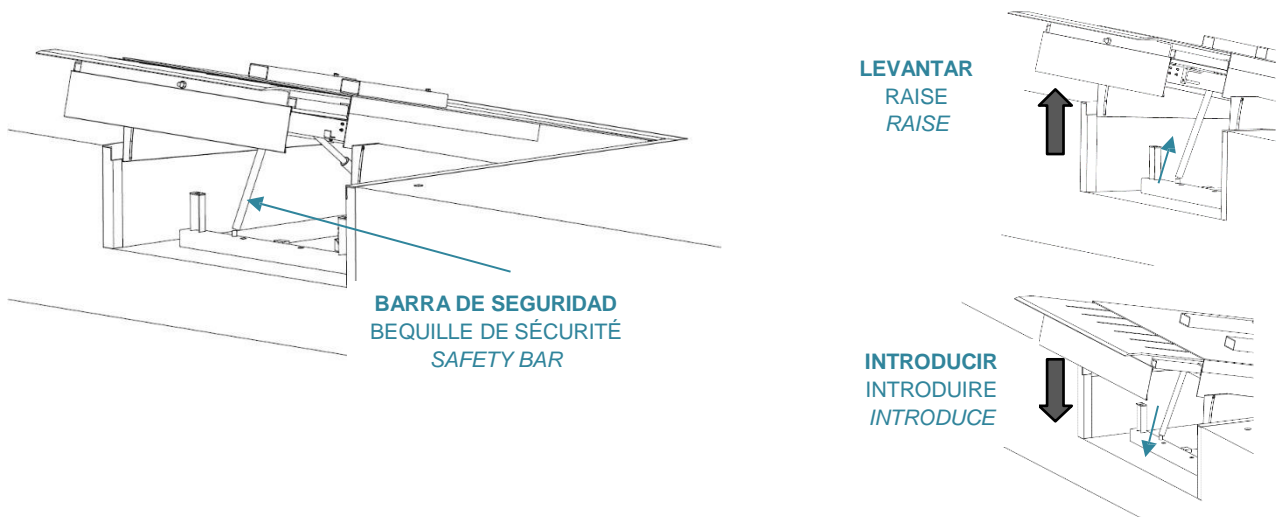 BARRA DE SEGURIDAD
BEQUILLE DE SÉCURITÉ
SAFETY BAR
LEVANTAR
RAISE
RAISE
INTRODUCIR
INTRODUIRE
INTRODUCE